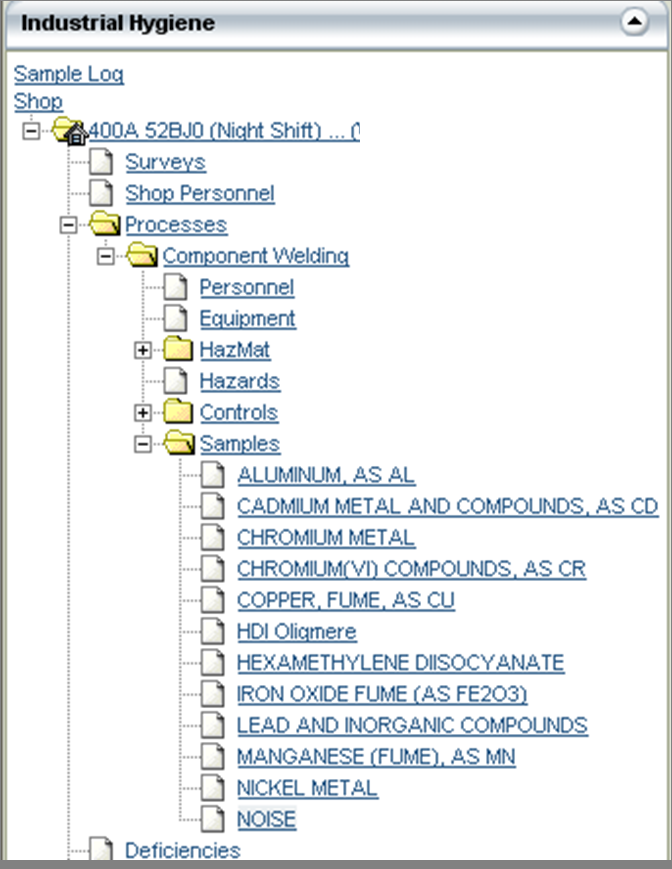 Industrial Hygiene
Sample Log
Shop
400A 52BJ0 (Night Shift) ... (
Surveys
Shop Personnel
Processes
Component Welding
Personnel
Equipment
HazMat
Hazards
Controls
Samples
ALUMINUM, AS AL
CADMIUM METAL AND COMPOUNDS, AS CD
CHROMIUM METAL
CHROMIUM(VI) COMPOUNDS, AS CR
COPPER, FUME, AS CU
HDI Oligmere
HEXAMETHYLENE DIISOCYANATE
IRON OXIDE FUME (AS FE2O3)
LEAD AND INORGANIC COMPOUNDS
MANGANESE (FUME), AS MN
NICKEL METAL
NOISE
Deficiencies